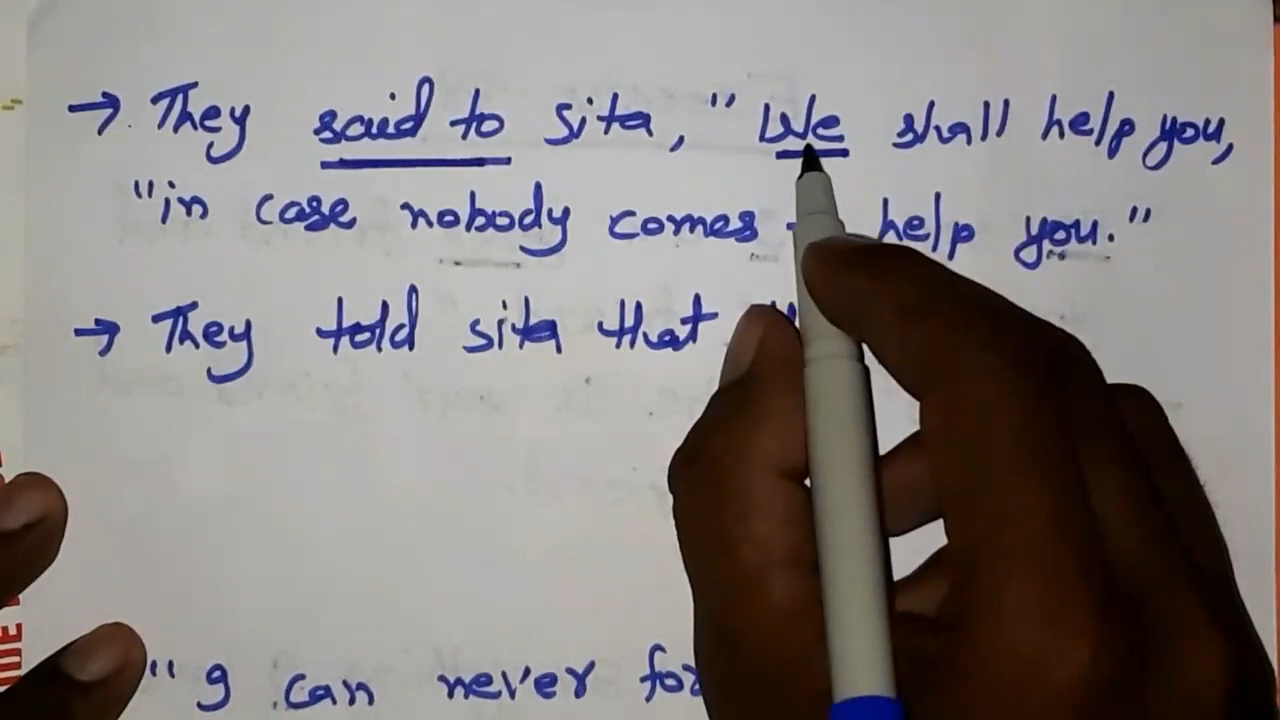 → They said to sita, " We shall help you,
"in case nobody comes help you."
→ They told sita that
" I can never